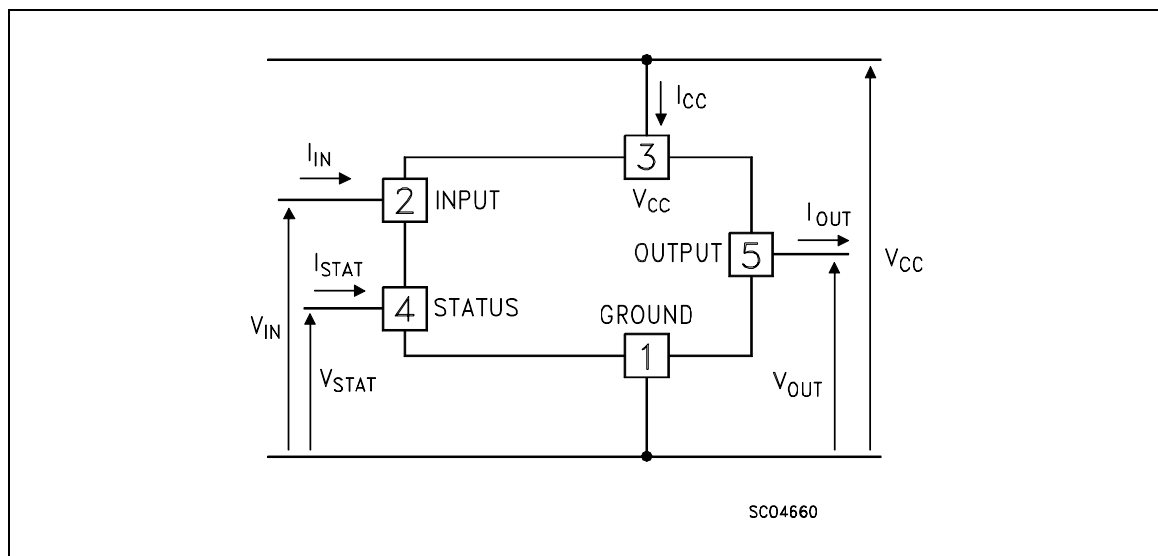 I_CC
3
V_CC
I_IN
2 INPUT
I_STAT
4 STATUS
OUTPUT 5
I_OUT
GROUND
1
V_IN
V_STAT
V_OUT
V_CC
SC04660